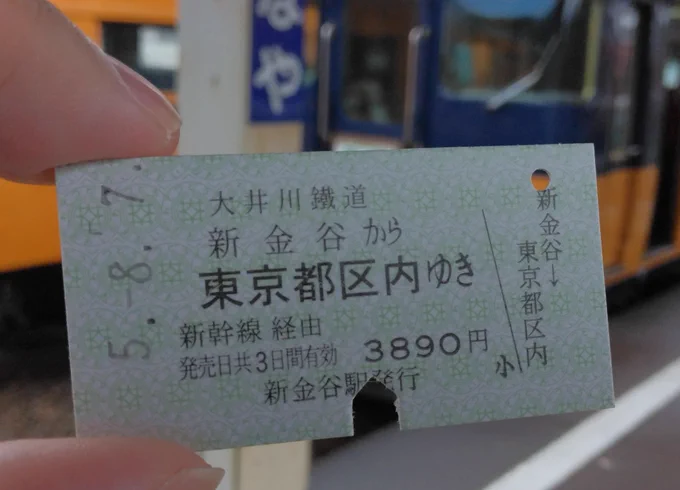 なや
5.-8.-7.
大井川鐵道
新金谷から
東京都区内ゆき
新幹線 経由
発売日共3日間有効 3890円
新金谷駅発行
小
新金谷→東京都区内